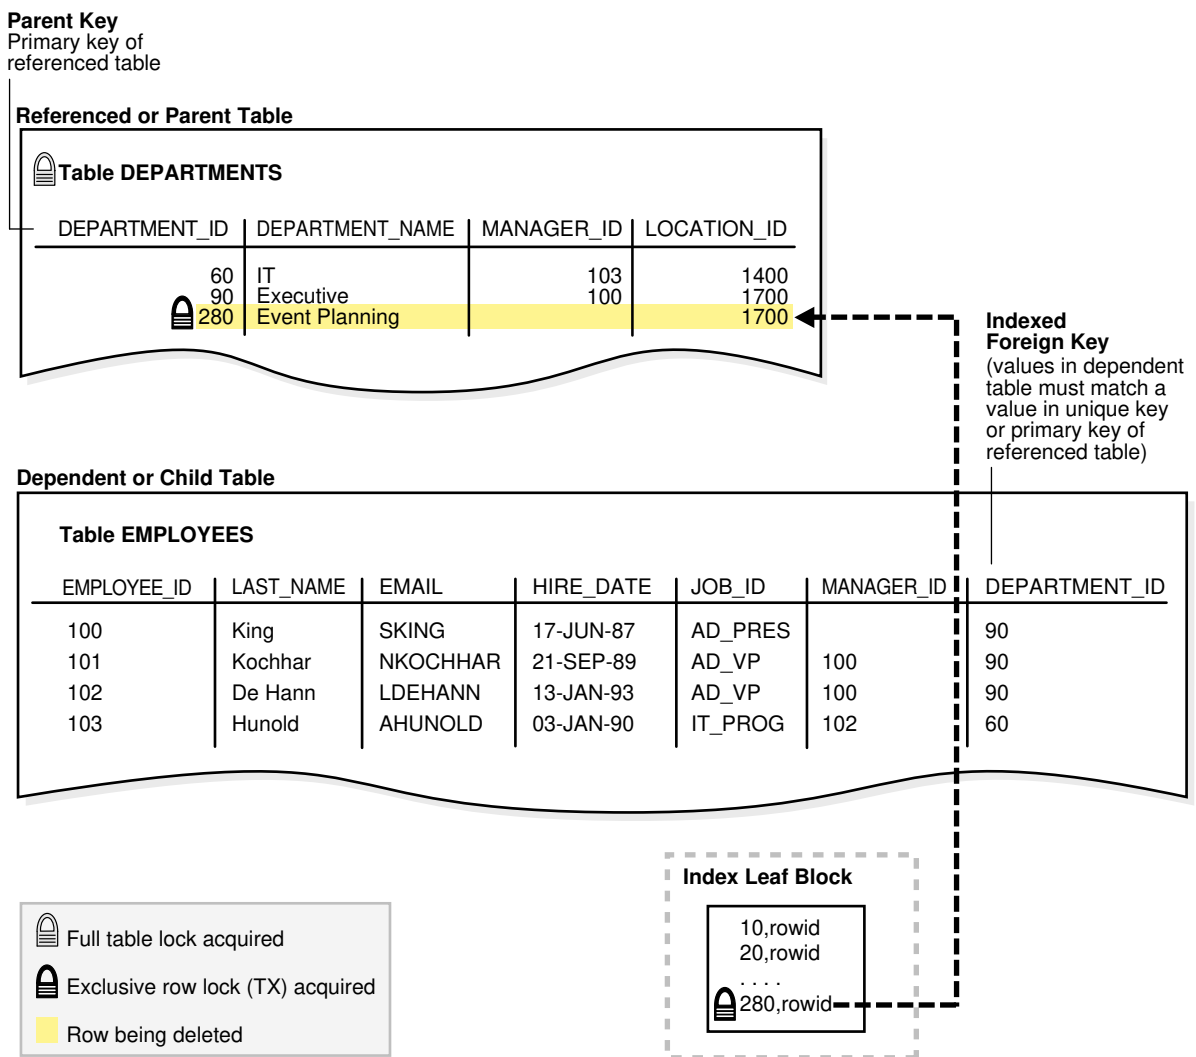 Parent Key
Primary key of
referenced table
Referenced or Parent Table
Table DEPARTMENTS
DEPARTMENT_ID DEPARTMENT_NAME MANAGER_ID LOCATION_ID
60 IT 103 1400
90 Executive 100 1700
280 Event Planning 1700
Indexed
Foreign Key
(values in dependent
table must match a
value in unique key
or primary key of
referenced table)
Dependent or Child Table
Table EMPLOYEES
EMPLOYEE_ID LAST_NAME EMAIL HIRE_DATE JOB_ID MANAGER_ID DEPARTMENT_ID
100 King SKING 17-JUN-87 AD_PRES 90
101 Kochhar NKOCHHAR 21-SEP-89 AD_VP 100 90
102 De Hann LDEHANN 13-JAN-93 AD_VP 100 90
103 Hunold AHUNOLD 03-JAN-90 IT_PROG 102 60
Index Leaf Block
10,rowid
20,rowid
. . . .
280,rowid
Full table lock acquired
Exclusive row lock (TX) acquired
Row being deleted